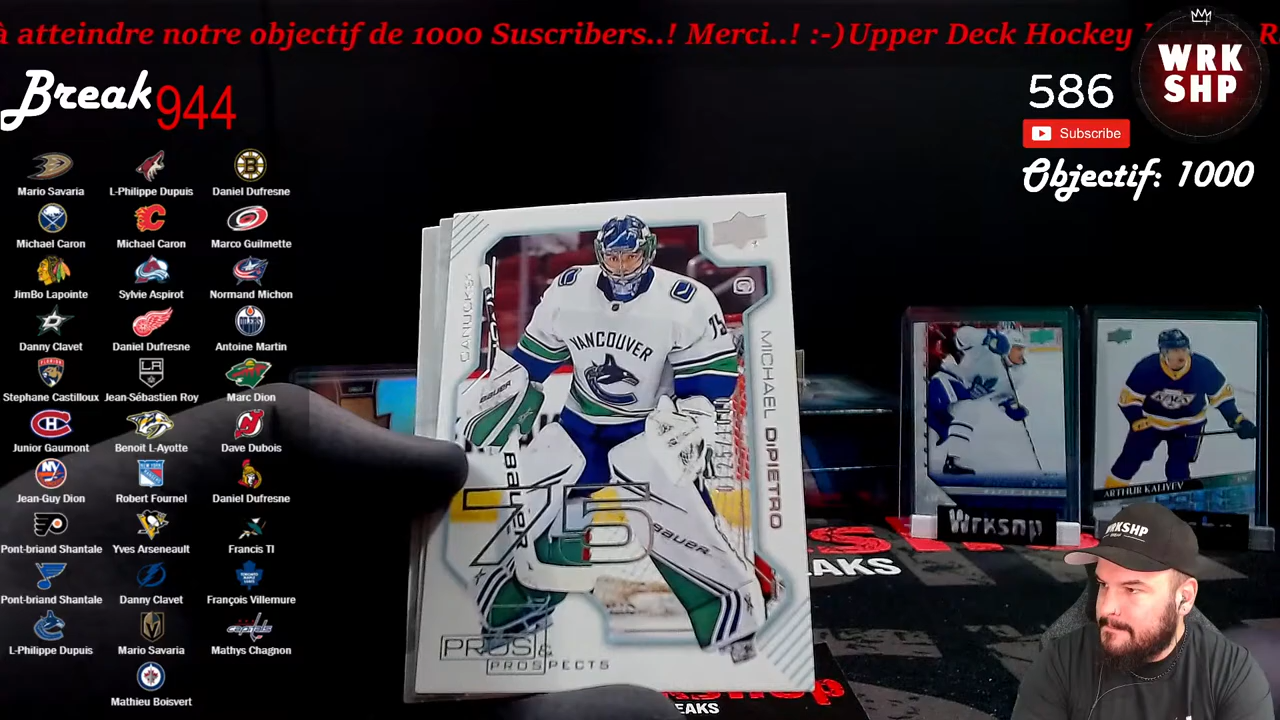 à atteindre notre objectif de 1000 Suscribers..! Merci..! :-)Upper Deck Hockey
WRK
SHP
Break 944
586
Subscribe
Objectif: 1000
Mario Savaria
L-Philippe Dupuis
Daniel Dufresne
Michael Caron
Michael Caron
Marco Guilmette
JimBo Lapointe
Sylvie Aspirot
Normand Michon
Danny Clavet
Daniel Dufresne
Antoine Martin
Stephane Castilloux
Jean-Sébastien Roy
Marc Dion
Junior Gaumont
Benoit L-Ayotte
Dave Dubois
Jean-Guy Dion
Robert Fournel
Daniel Dufresne
Pont-briand Shantale
Yves Arseneault
Francis TI
Pont-briand Shantale
Danny Clavet
François Villemure
L-Philippe Dupuis
Mario Savaria
Mathys Chagnon
Mathieu Boisvert
CANUCKS
MICHAEL DIPIETRO
VANCOUVER
75
BAUER
Bauer
BAUER
75
PROS &
PROSPECTS
ARTHUR KALIYEV
Wrkshp
WRKSHP
BREAKS